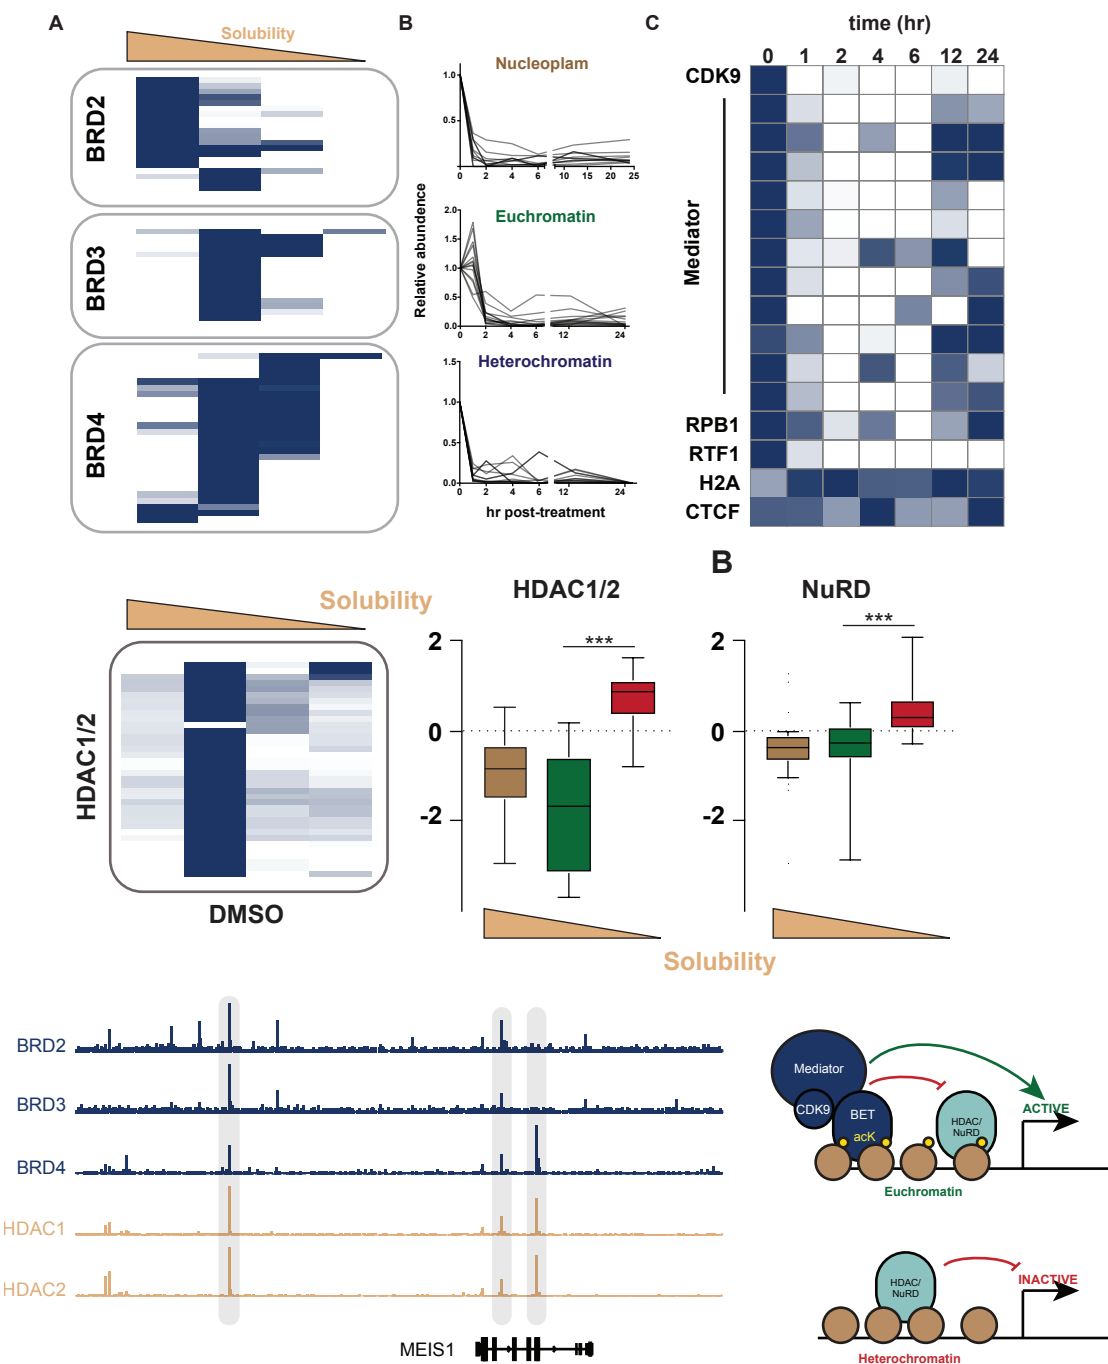 A
Solubility
BRD2
BRD3
BRD4
B
Relative abundence
Nucleoplam
1.0
0.5
0
0 2 4 6 10 15 20 25
Euchromatin
2.0
1.5
1.0
0.5
0.0
0 2 4 6 12 24
Heterochromatin
1.5
1.0
0.5
0.0
0 2 4 6 12 24
hr post-treatment
C
time (hr)
0 1 2 4 6 12 24
CDK9
Mediator
RPB1
RTF1
H2A
CTCF
Solubility
HDAC1/2
DMSO
HDAC1/2
2
0
-2
***
B
NuRD
2
0
-2
***
Solubility
BRD2
BRD3
BRD4
HDAC1
HDAC2
MEIS1
Mediator
CDK9
BET
acK
HDAC/
NuRD
ACTIVE
Euchromatin
HDAC/
NuRD
INACTIVE
Heterochromatin